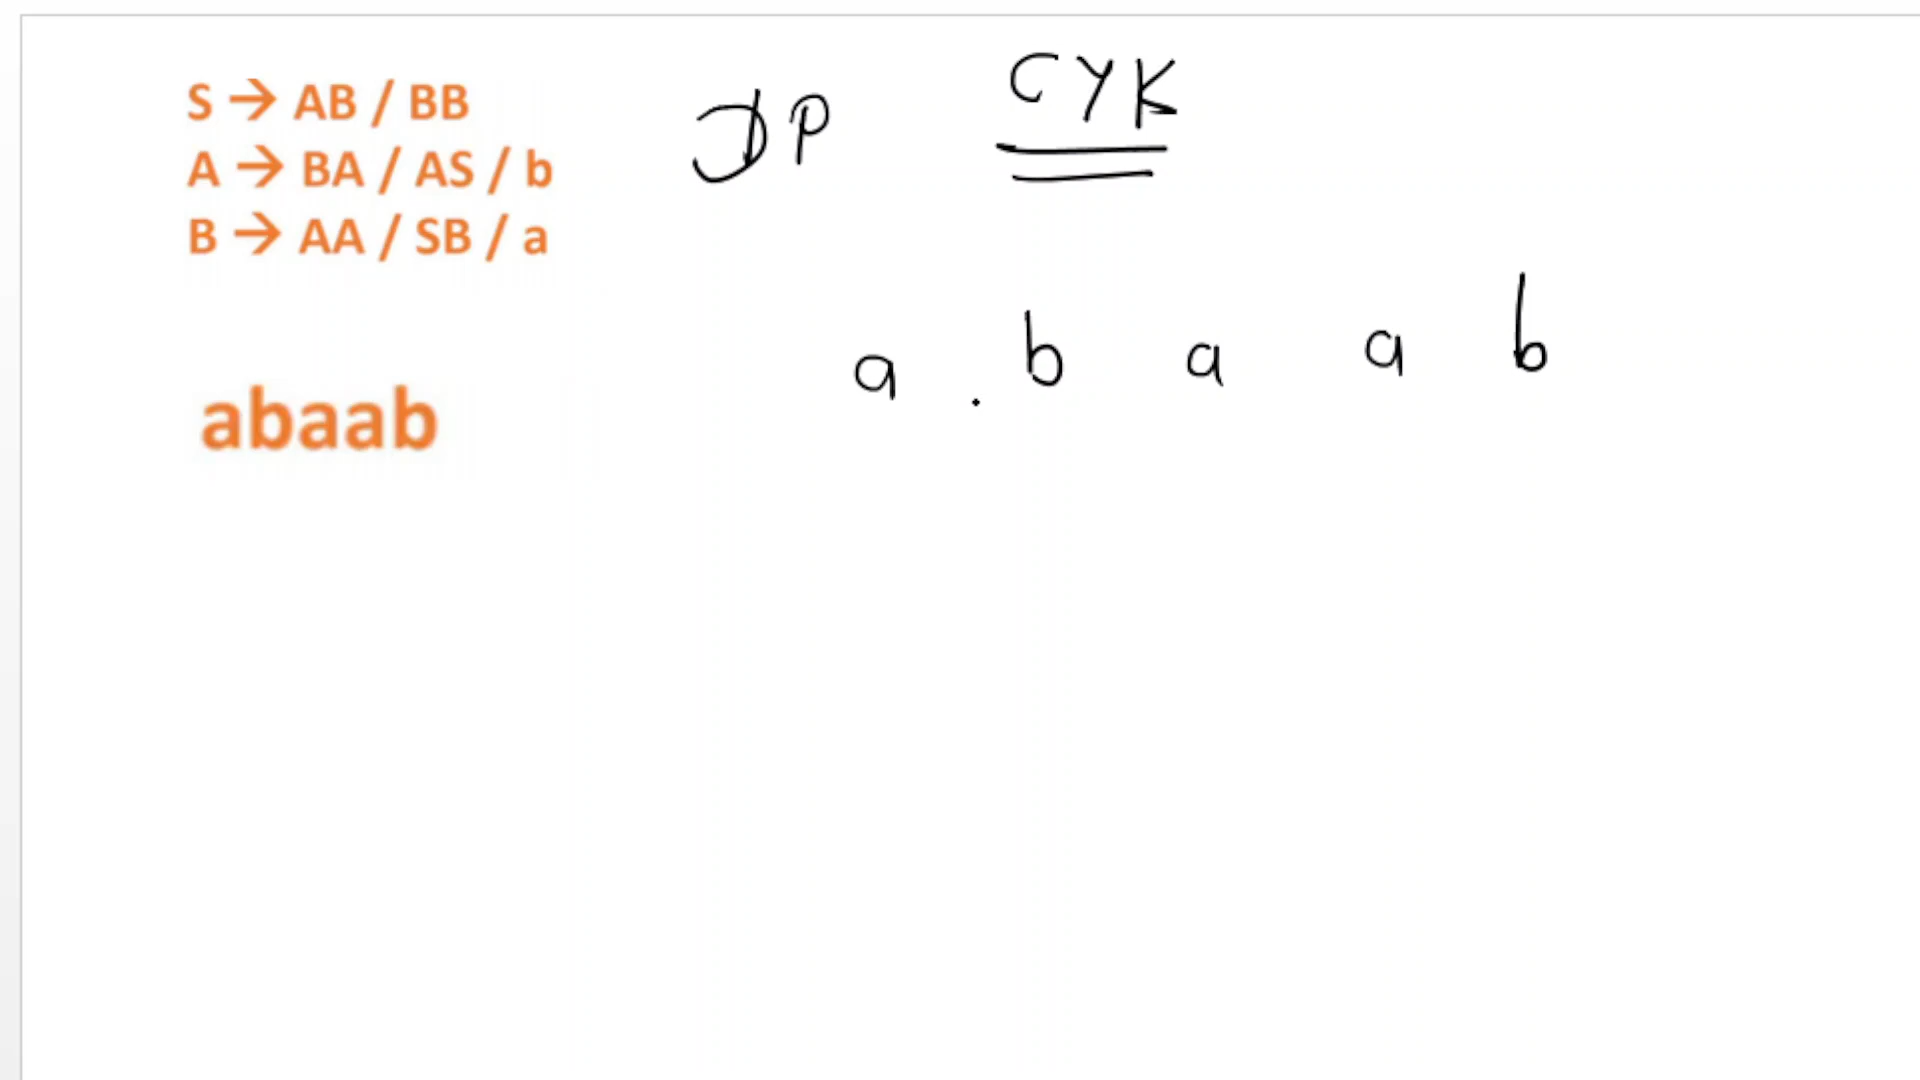 S → AB / BB
A → BA / AS / b
B → AA / SB / a
abaab
DP
CYK
a . b a a b